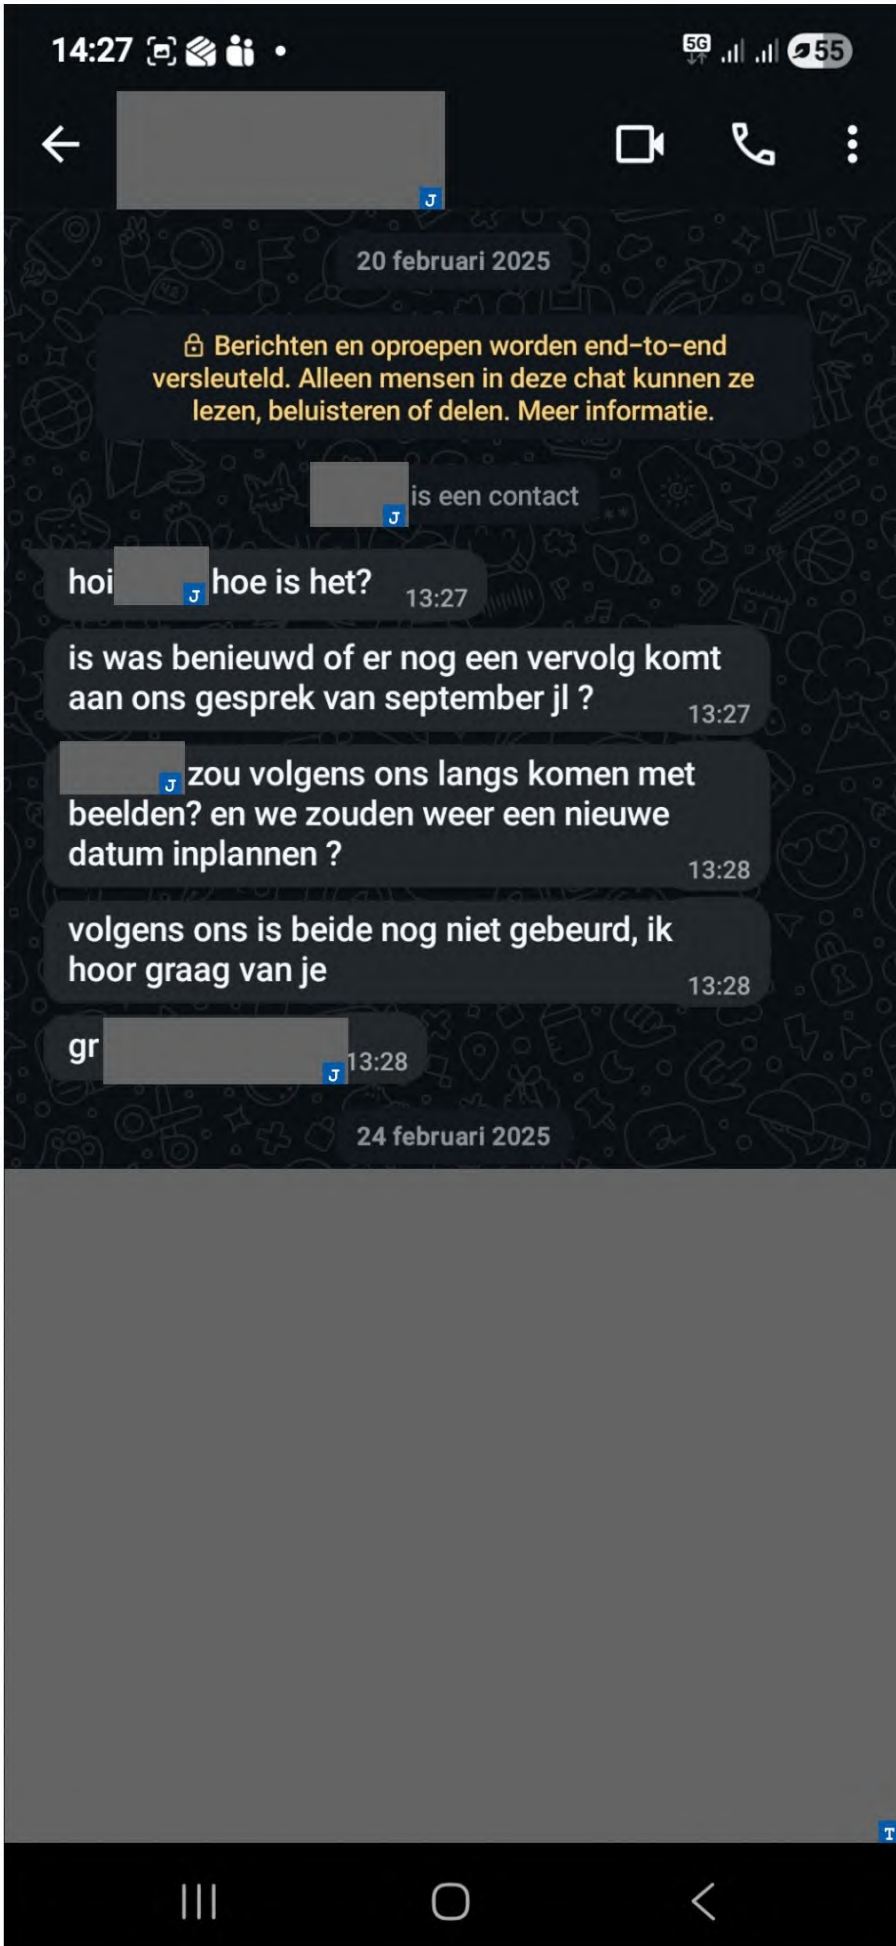 14:27
5G
55
J
20 februari 2025
Berichten en oproepen worden end-to-end
versleuteld. Alleen mensen in deze chat kunnen ze
lezen, beluisteren of delen. Meer informatie.
J is een contact
hoi J hoe is het? 13:27
is was benieuwd of er nog een vervolg komt
aan ons gesprek van september jl ?
13:27
J zou volgens ons langs komen met
beelden? en we zouden weer een nieuwe
datum inplannen ?
13:28
volgens ons is beide nog niet gebeurd, ik
hoor graag van je
13:28
gr J 13:28
24 februari 2025
T